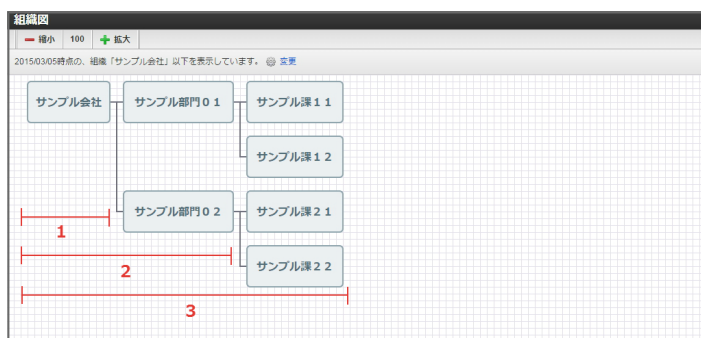 組織図
縮小 100 拡大
2015/03/05時点の、組織「サンプル会社」以下を表示しています。 変更
サンプル会社 サンプル部門０１ サンプル課１１
サンプル課１２
サンプル部門０２ サンプル課２１
1
サンプル課２２
2
3